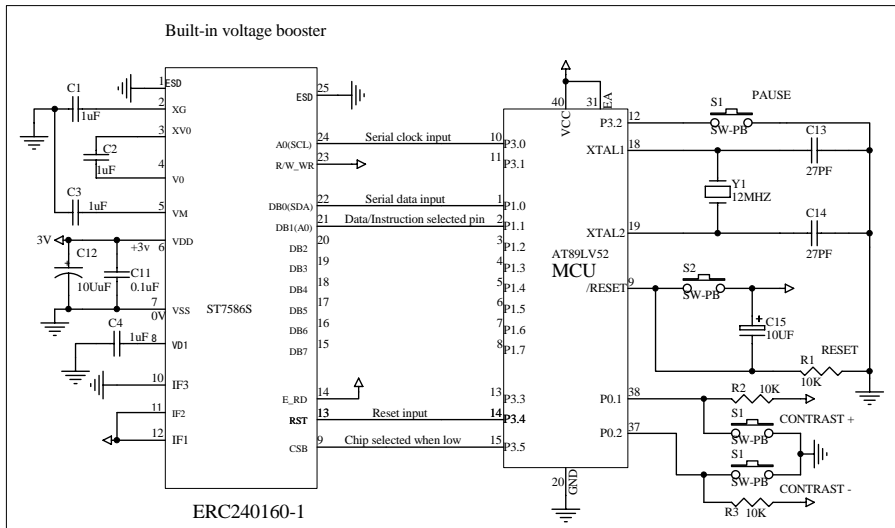 Built-in voltage booster
1 ESD
C1
1uF
2 XG
3 XV0
C2
1uF
4 V0
C3
1uF
5 VM
3V
6 VDD
+3v
C12
10UuF
C11
0.1uF
7 VSS
0V
C4
1uF
8 VD1
10 IF3
11 IF2
12 IF1
ST7586S
ERC240160-1
ESD 25
A0(SCL) 24 Serial clock input 10 P3.0
R/W_WR 23
11 P3.1
DB0(SDA) 22 Serial data input 1 P1.0
DB1(A0) 21 Data/Instruction selected pin 2 P1.1
DB2 20
3 P1.2
DB3 19
4 P1.3
DB4 18
5 P1.4
DB5 17
6 P1.5
DB6 16
7 P1.6
DB7 15
8 P1.7
E_RD 14
13 P3.3
RST 13 Reset input 14 P3.4
CSB 9 Chip selected when low 15 P3.5
40 VCC
31 EA
AT89LV52
MCU
20 GND
P3.2 12
S1
SW-PB
PAUSE
XTAL1 18
C13
27PF
Y1
12MHZ
XTAL2 19
C14
27PF
/RESET 9
S2
SW-PB
+
C15
10UF
R1
10K
RESET
P0.1 38
R2
10K
S1
SW-PB
CONTRAST +
P0.2 37
S1
SW-PB
CONTRAST -
R3 10K